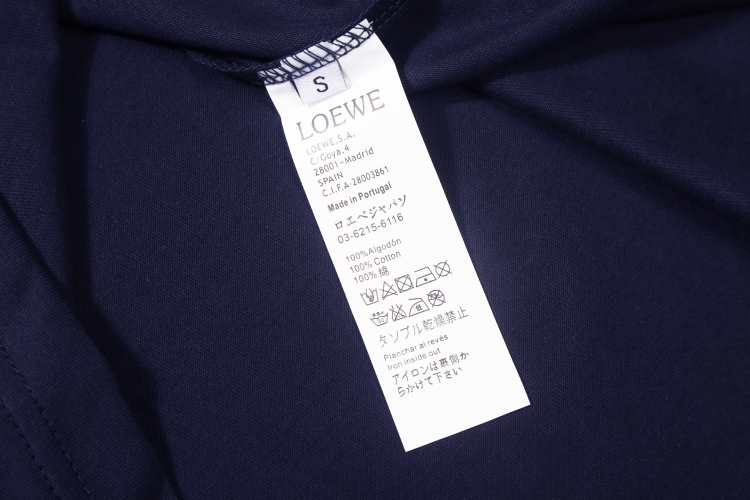 S
LOEWE
LOEWE, S.A.
C/Goya, 4
28001-Madrid
SPAIN
C.I.F.A-28003861
Made in Portugal
ロエベジャパン
03-6215-6116
100%Algodón
100% Cotton
100% 綿
タンブル乾燥禁止
Planchar al revés
Iron inside out
アイロンは裏側か
らかけて下さい